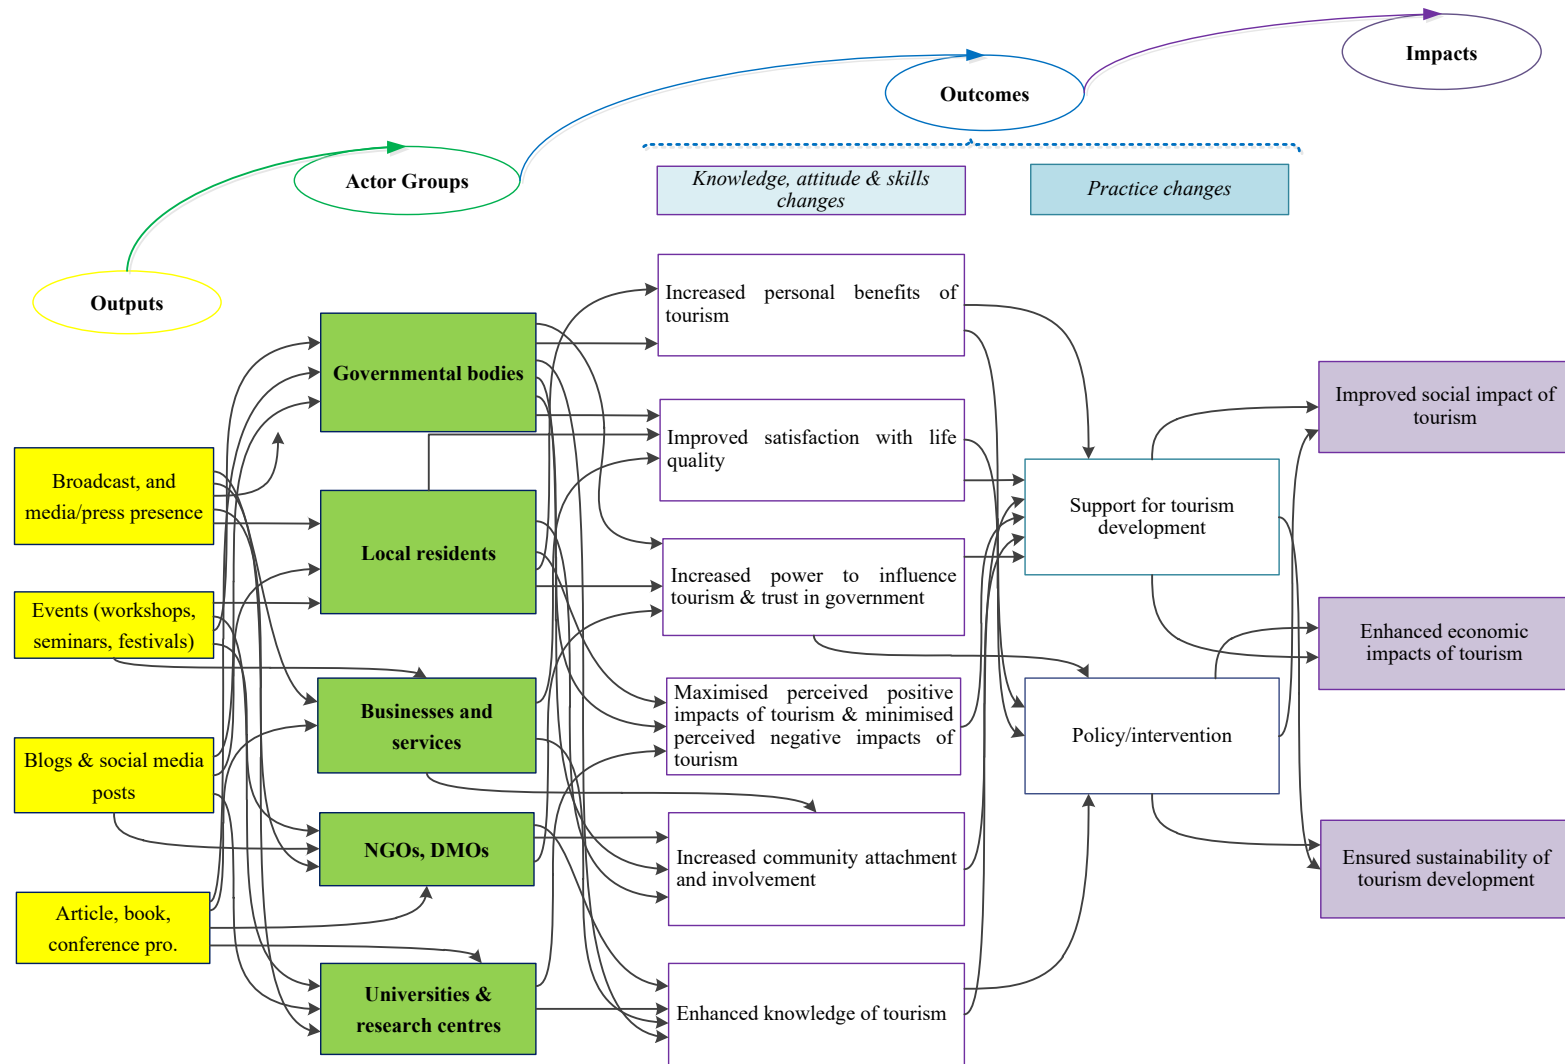 Impacts
Outcomes
Actor Groups
Outputs
Knowledge, attitude & skills
changes
Practice changes
Broadcast, and
media/press presence
Events (workshops,
seminars, festivals)
Blogs & social media
posts
Article, book,
conference pro.
Governmental bodies
Local residents
Businesses and
services
NGOs, DMOs
Universities &
research centres
Increased personal benefits of
tourism
Improved satisfaction with life
quality
Increased power to influence
tourism & trust in government
Maximised perceived positive
impacts of tourism & minimised
perceived negative impacts of
tourism
Increased community attachment
and involvement
Enhanced knowledge of tourism
Support for tourism
development
Policy/intervention
Improved social impact of
tourism
Enhanced economic
impacts of tourism
Ensured sustainability of
tourism development